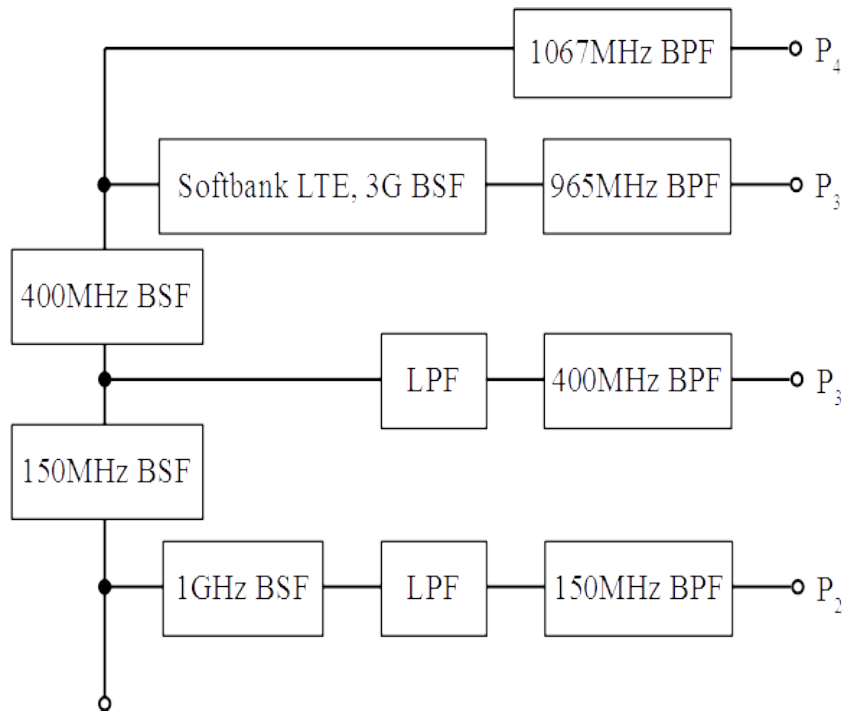 1067MHz BPF P4
Softbank LTE, 3G BSF 965MHz BPF P3
400MHz BSF
LPF 400MHz BPF P3
150MHz BSF
1GHz BSF LPF 150MHz BPF P2